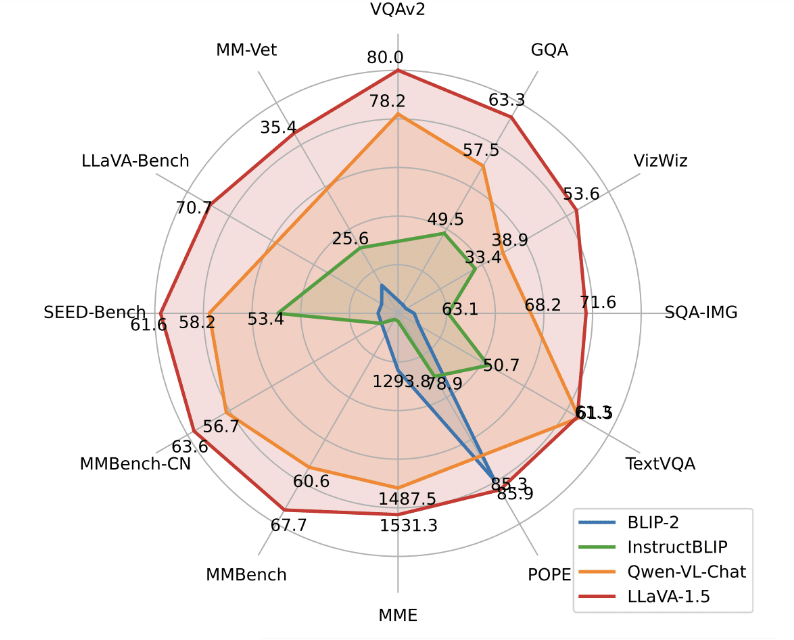 VQAv2
MM-Vet
GQA
80.0
78.2
63.3
35.4
57.5
LLaVA-Bench
VizWiz
70.7
53.6
49.5
25.6
38.9
33.4
SEED-Bench
61.6
58.2
53.4
63.1
68.2
71.6
SQA-IMG
50.7
1293.8
78.9
61.3
61.5
56.7
63.6
MMBench-CN
TextVQA
60.6
85.3
85.9
1487.5
67.7
1531.3
MMBench
POPE
MME
BLIP-2
InstructBLIP
Qwen-VL-Chat
LLaVA-1.5